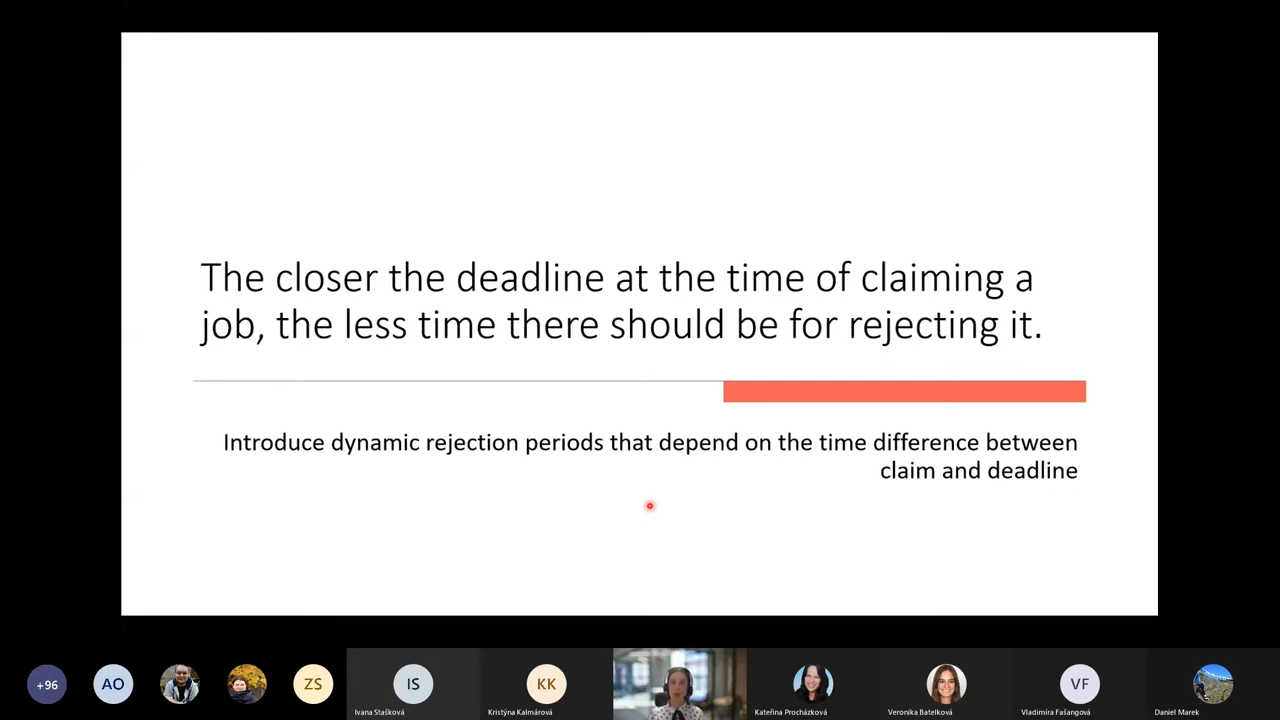 The closer the deadline at the time of claiming a
job, the less time there should be for rejecting it.
Introduce dynamic rejection periods that depend on the time difference between
claim and deadline
+96
AO
ZS
IS
KK
VF
Ivana Stašková
Kristýna Kalmárová
Kateřina Procházková
Veronika Batelková
Vladimíra Fašangová
Daniel Marek